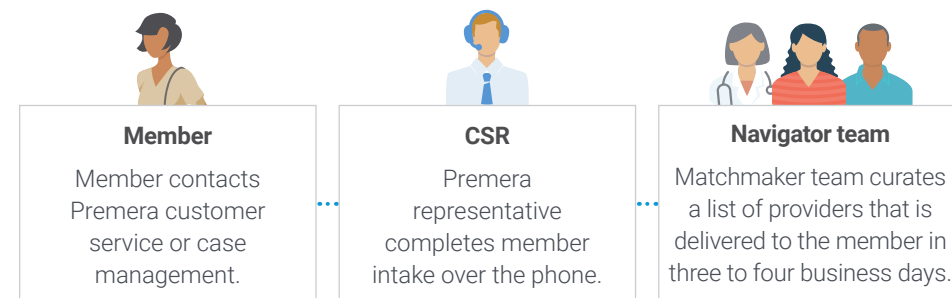 Member
Member contacts
Premera customer
service or case
management.
CSR
Premera
representative
completes member
intake over the phone.
Navigator team
Matchmaker team curates
a list of providers that is
delivered to the member in
three to four business days.